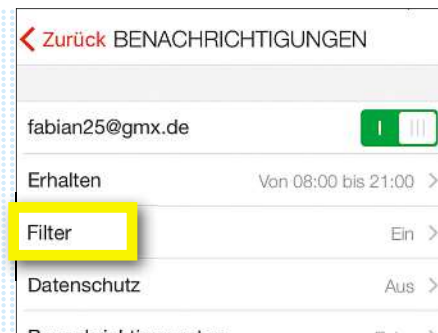 Zurück BENACHRICHTIGUNGEN
fabian25@gmx.de
Erhalten Von 08:00 bis 21:00
Filter Ein
Datenschutz Aus